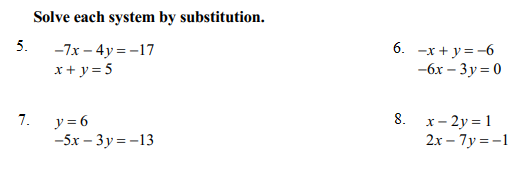 Solve each system by substitution.
5. –7x – 4y = –17
x + y = 5
6. –x + y = –6
–6x – 3y = 0
7. y = 6
–5x – 3y = –13
8. x – 2y = 1
2x – 7y = –1